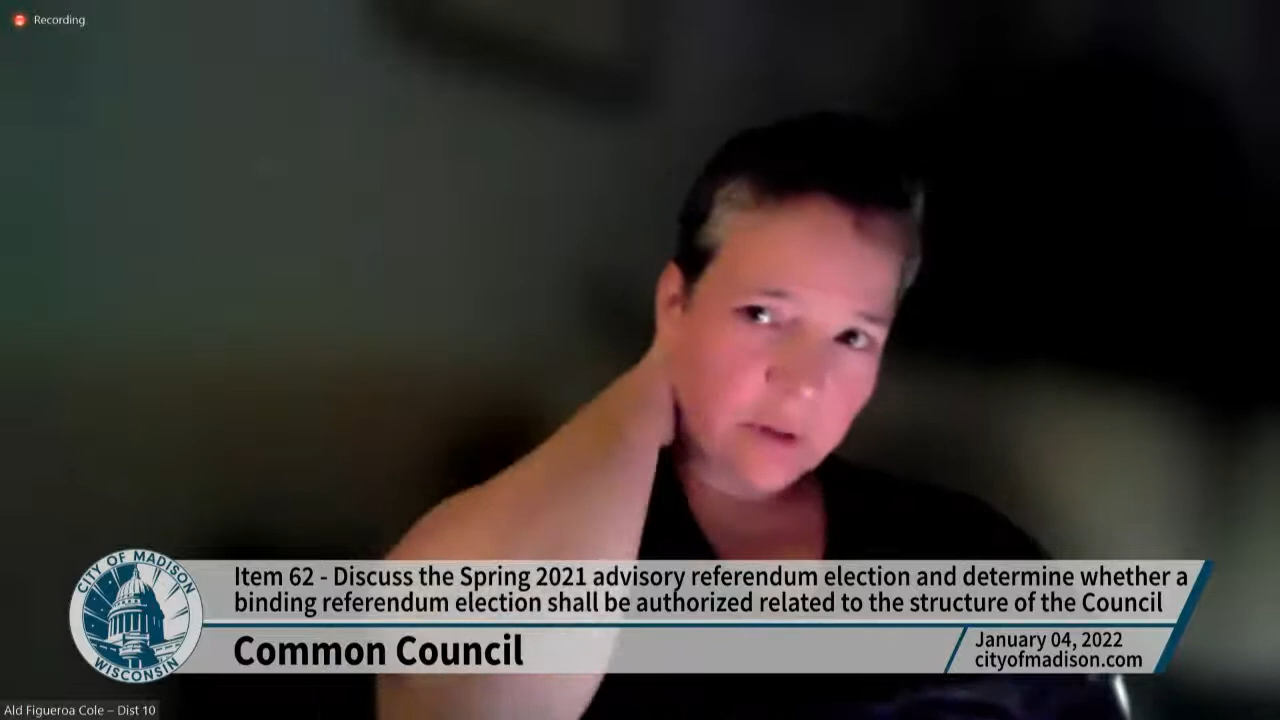 Recording
Item 62 - Discuss the Spring 2021 advisory referendum election and determine whether a
binding referendum election shall be authorized related to the structure of the Council
Common Council
January 04, 2022
cityofmadison.com
CITY OF MADISON
WISCONSIN
Ald Figueroa Cole – Dist 10